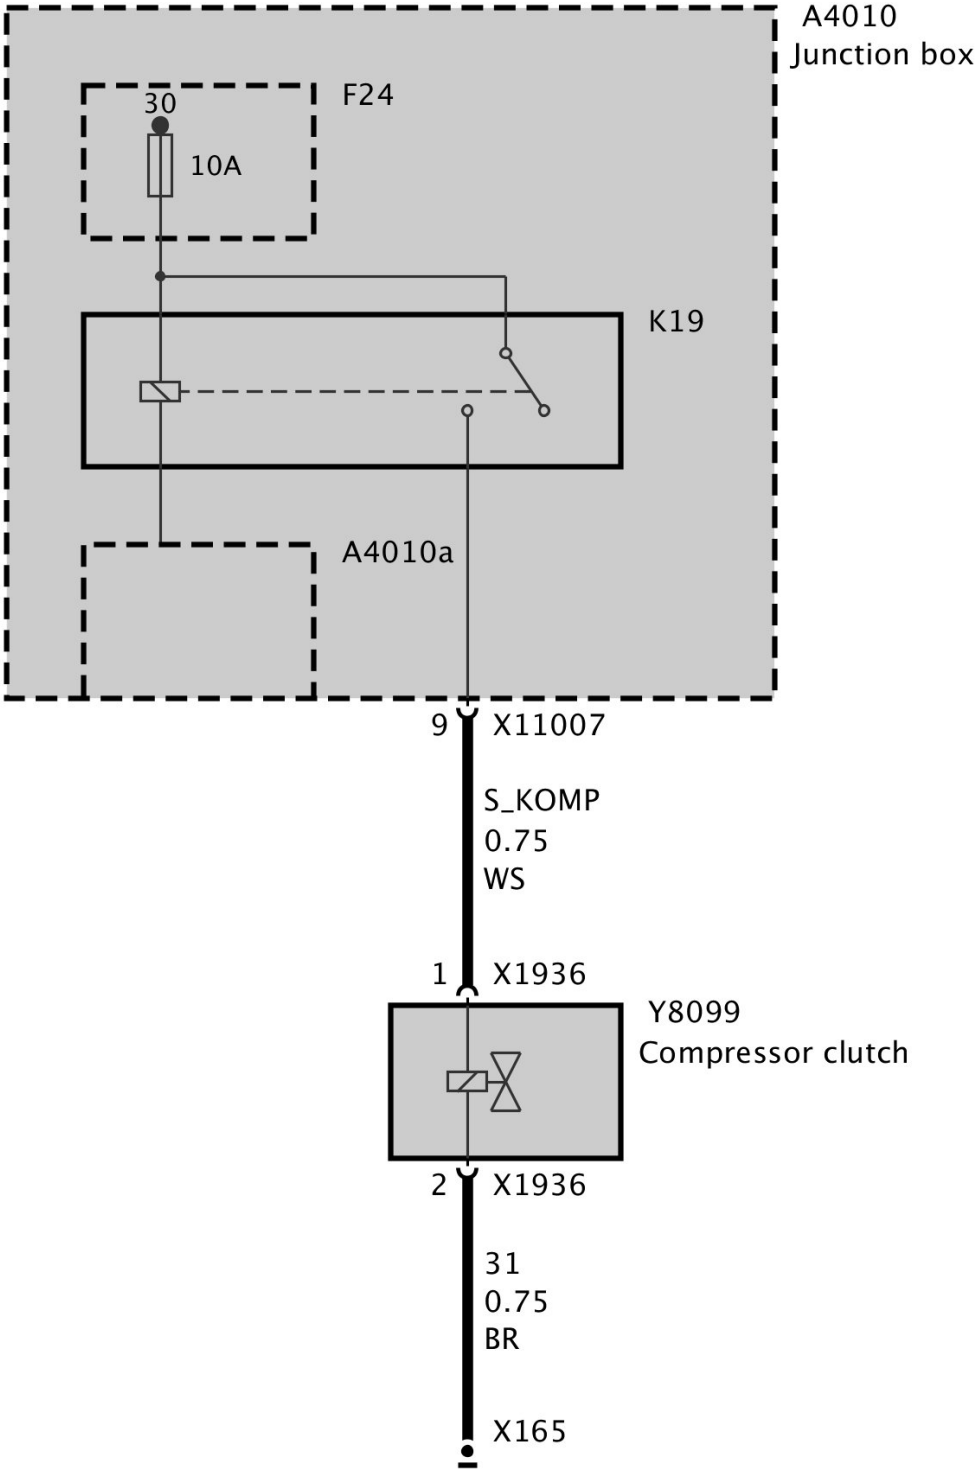 A4010
Junction box
F24
30
10A
K19
A4010a
9 X11007
S_KOMP
0.75
WS
1 X1936
Y8099
Compressor clutch
2 X1936
31
0.75
BR
X165